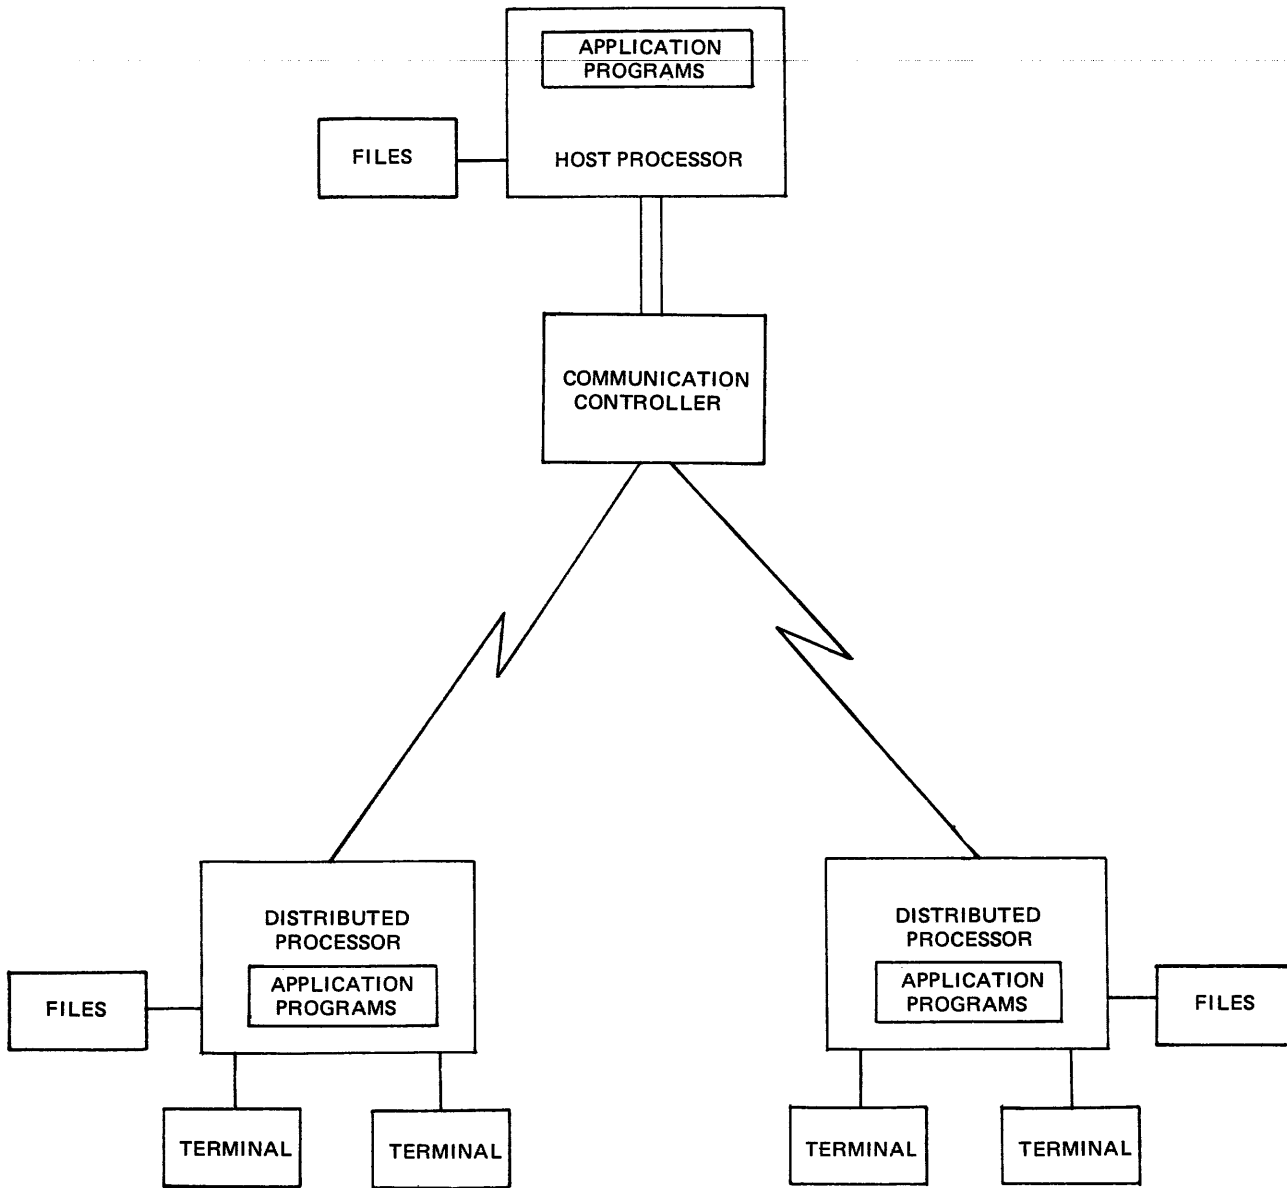 APPLICATION
PROGRAMS
FILES
HOST PROCESSOR
COMMUNICATION
CONTROLLER
DISTRIBUTED
PROCESSOR
APPLICATION
PROGRAMS
FILES
TERMINAL
TERMINAL
DISTRIBUTED
PROCESSOR
APPLICATION
PROGRAMS
FILES
TERMINAL
TERMINAL